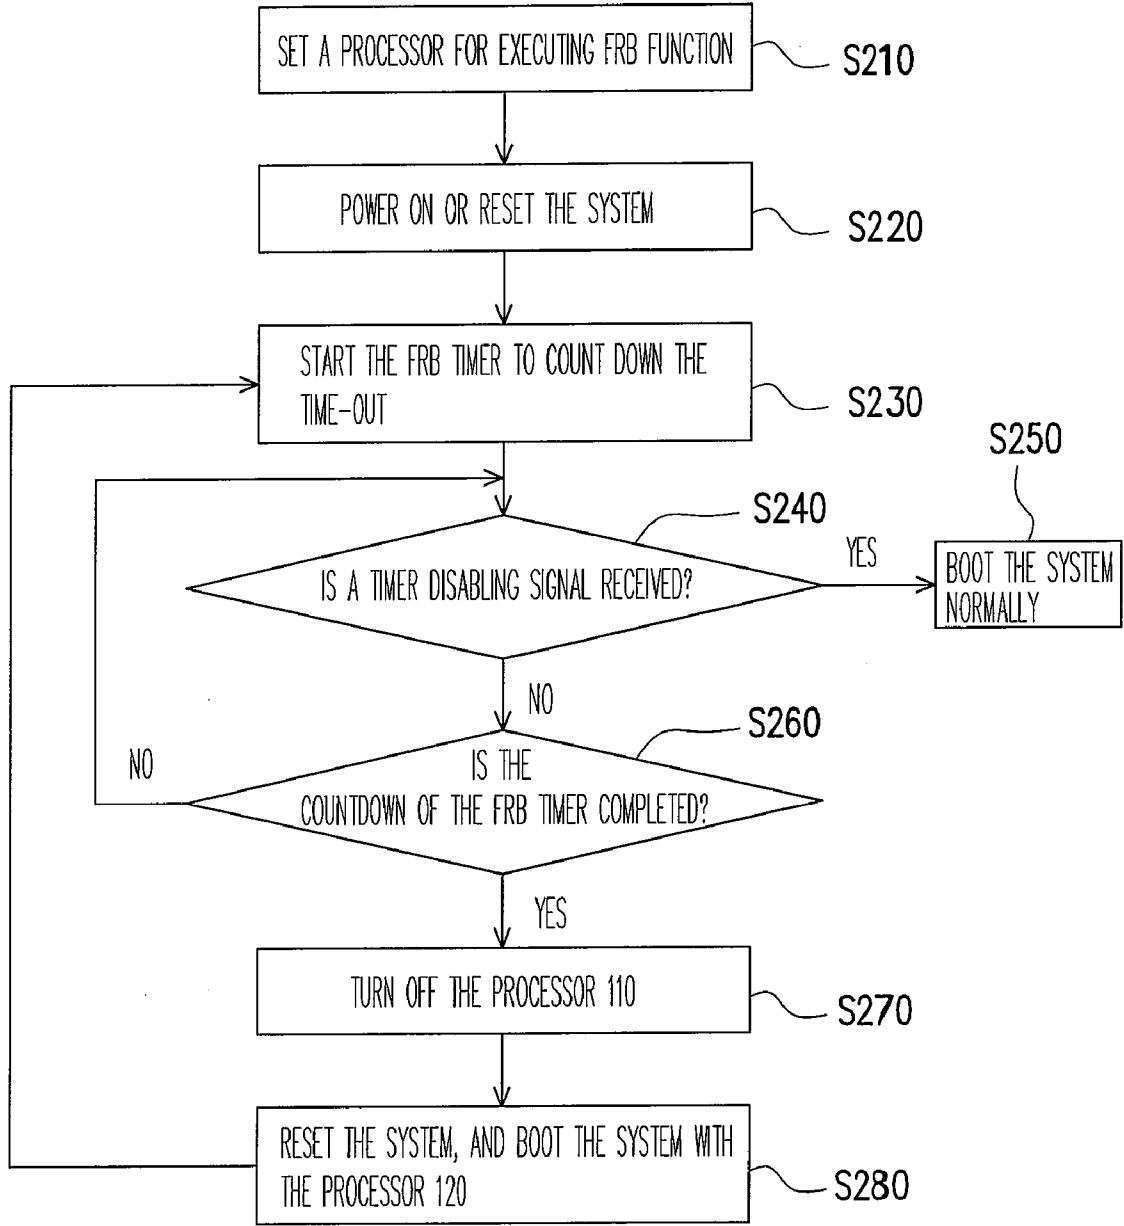 SET A PROCESSOR FOR EXECUTING FRB FUNCTION
S210
POWER ON OR RESET THE SYSTEM
S220
START THE FRB TIMER TO COUNT DOWN THE
TIME-OUT
S230
S240
IS A TIMER DISABLING SIGNAL RECEIVED?
YES
S250
BOOT THE SYSTEM
NORMALLY
NO
S260
IS THE
COUNTDOWN OF THE FRB TIMER COMPLETED?
NO
YES
TURN OFF THE PROCESSOR 110
S270
RESET THE SYSTEM, AND BOOT THE SYSTEM WITH
THE PROCESSOR 120
S280